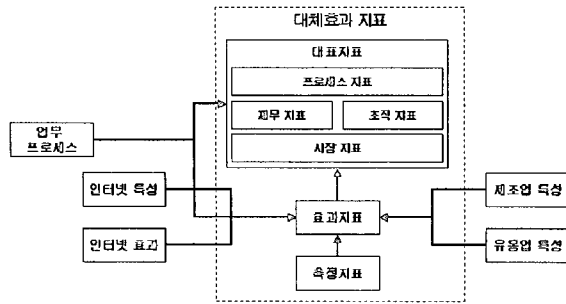 대체효과 지표
대표지표
프로세스 지표
재무 지표
조직 지표
시장 지표
업무
프로세스
인터넷 특성
인터넷 효과
효과지표
측정지표
제조업 특성
유통업 특성